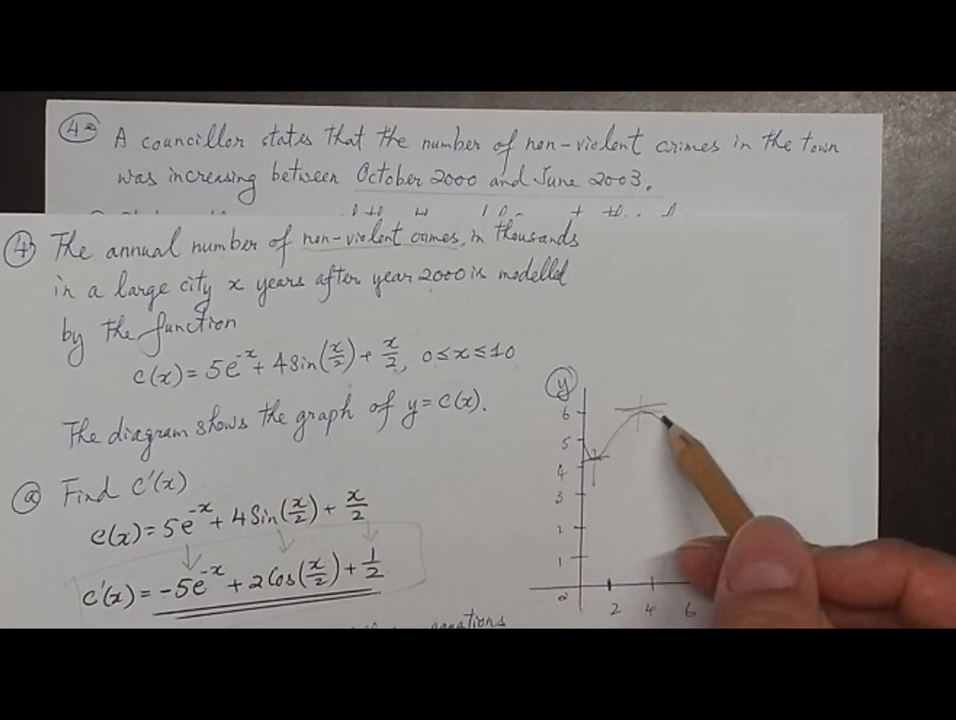 4a A councillor states that the number of non-violent crimes in the town
was increasing between October 2000 and June 2003.
4 The annual number of non-violent crimes, in thousands
in a large city x years after year 2000 is modelled
by the function
c(x) = 5e^-x + 4 sin(x/2) + x/2, 0 ≤ x ≤ 10
The diagram shows the graph of y = c(x).
a Find c'(x)
c(x) = 5e^-x + 4 Sin(x/2) + x/2
c'(x) = -5e^-x + 2 Cos(x/2) + 1/2
equations
y
6
5
4
3
2
1
0 2 4 6